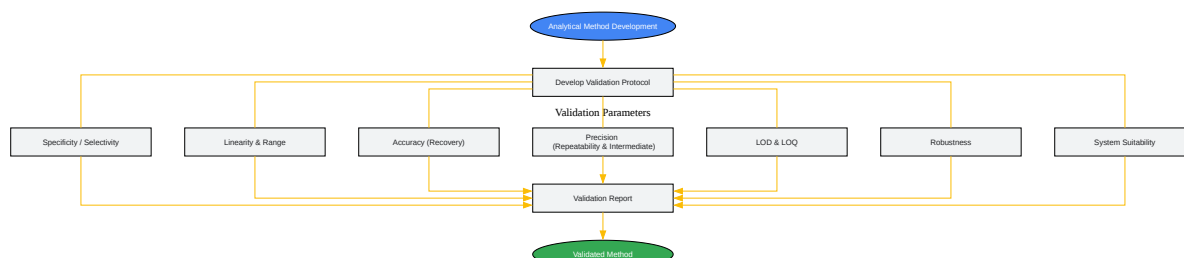 Analytical Method Development
Develop Validation Protocol
Validation Parameters
Specificity / Selectivity
Linearity & Range
Accuracy (Recovery)
Precision
(Repeatability & Intermediate)
LOD & LOQ
Robustness
System Suitability
Validation Report
Validated Method